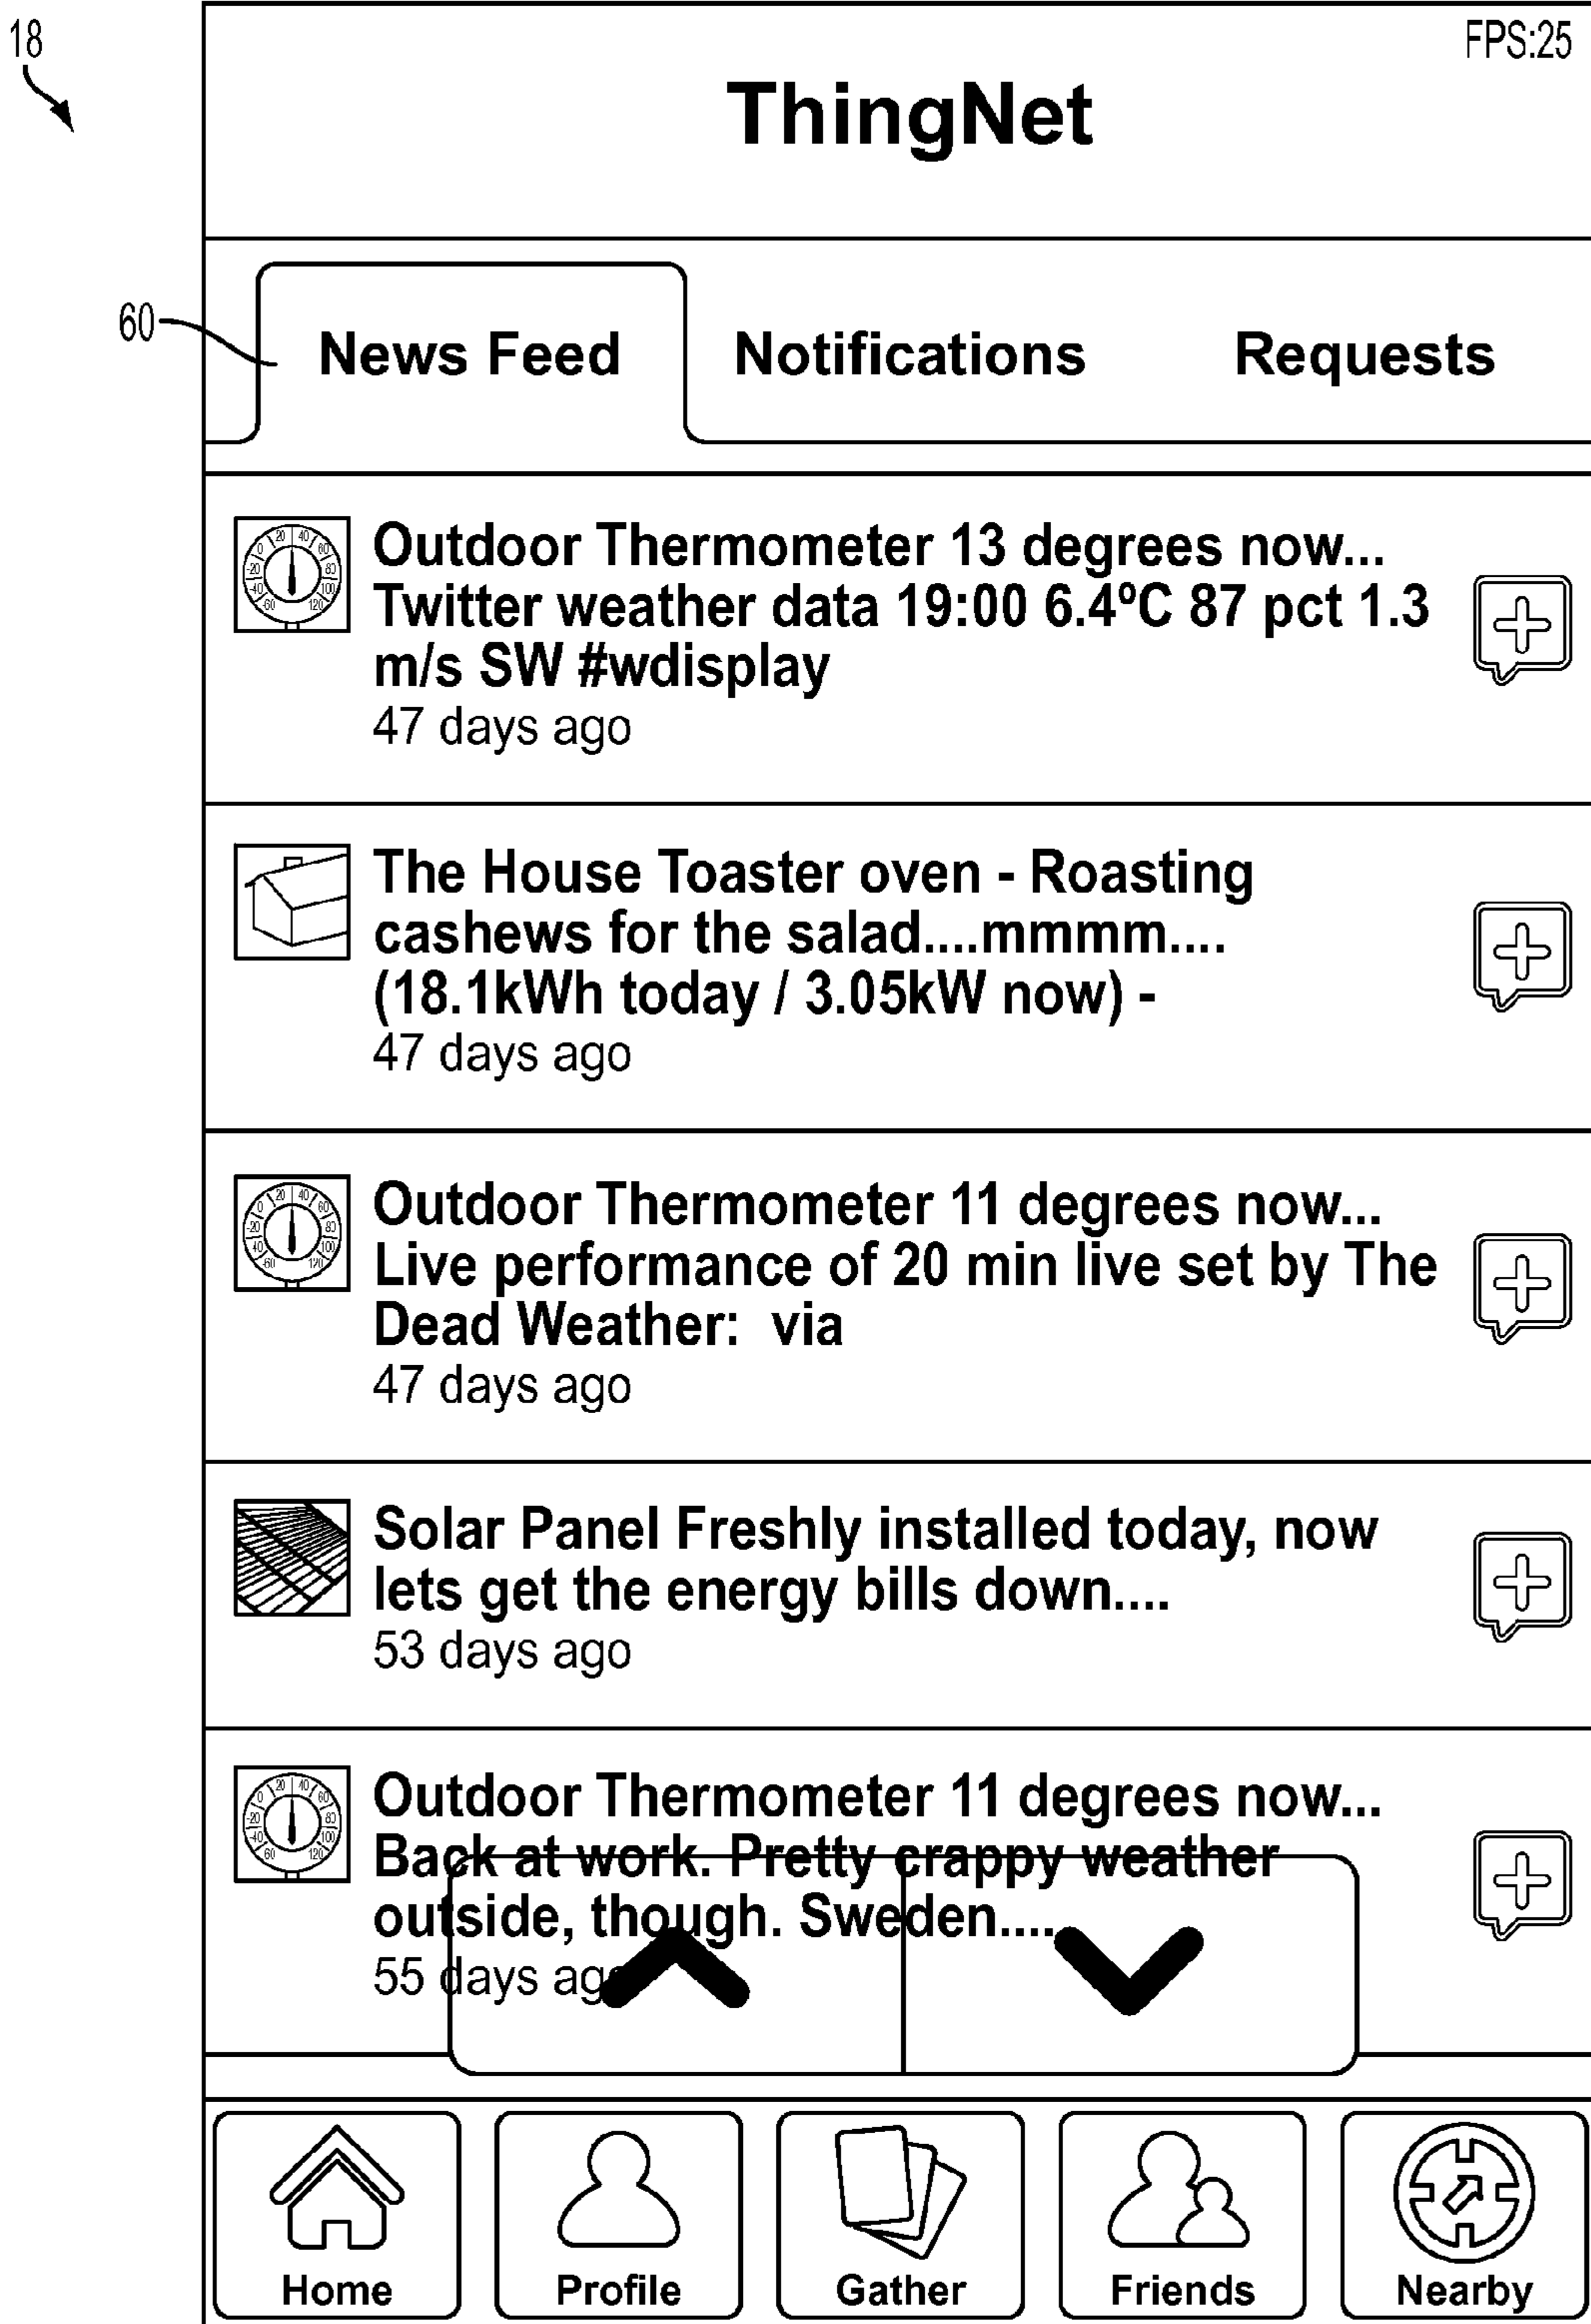 18
FPS:25
ThingNet
60
News Feed Notifications Requests
Outdoor Thermometer 13 degrees now...
Twitter weather data 19:00 6.4ºC 87 pct 1.3
m/s SW #wdisplay
47 days ago
The House Toaster oven - Roasting
cashews for the salad....mmmm....
(18.1kWh today / 3.05kW now) -
47 days ago
Outdoor Thermometer 11 degrees now...
Live performance of 20 min live set by The
Dead Weather:  via
47 days ago
Solar Panel Freshly installed today, now
lets get the energy bills down....
53 days ago
Outdoor Thermometer 11 degrees now...
Back at work. Pretty crappy weather
outside, though. Sweden....
55 days ago
Home Profile Gather Friends Nearby